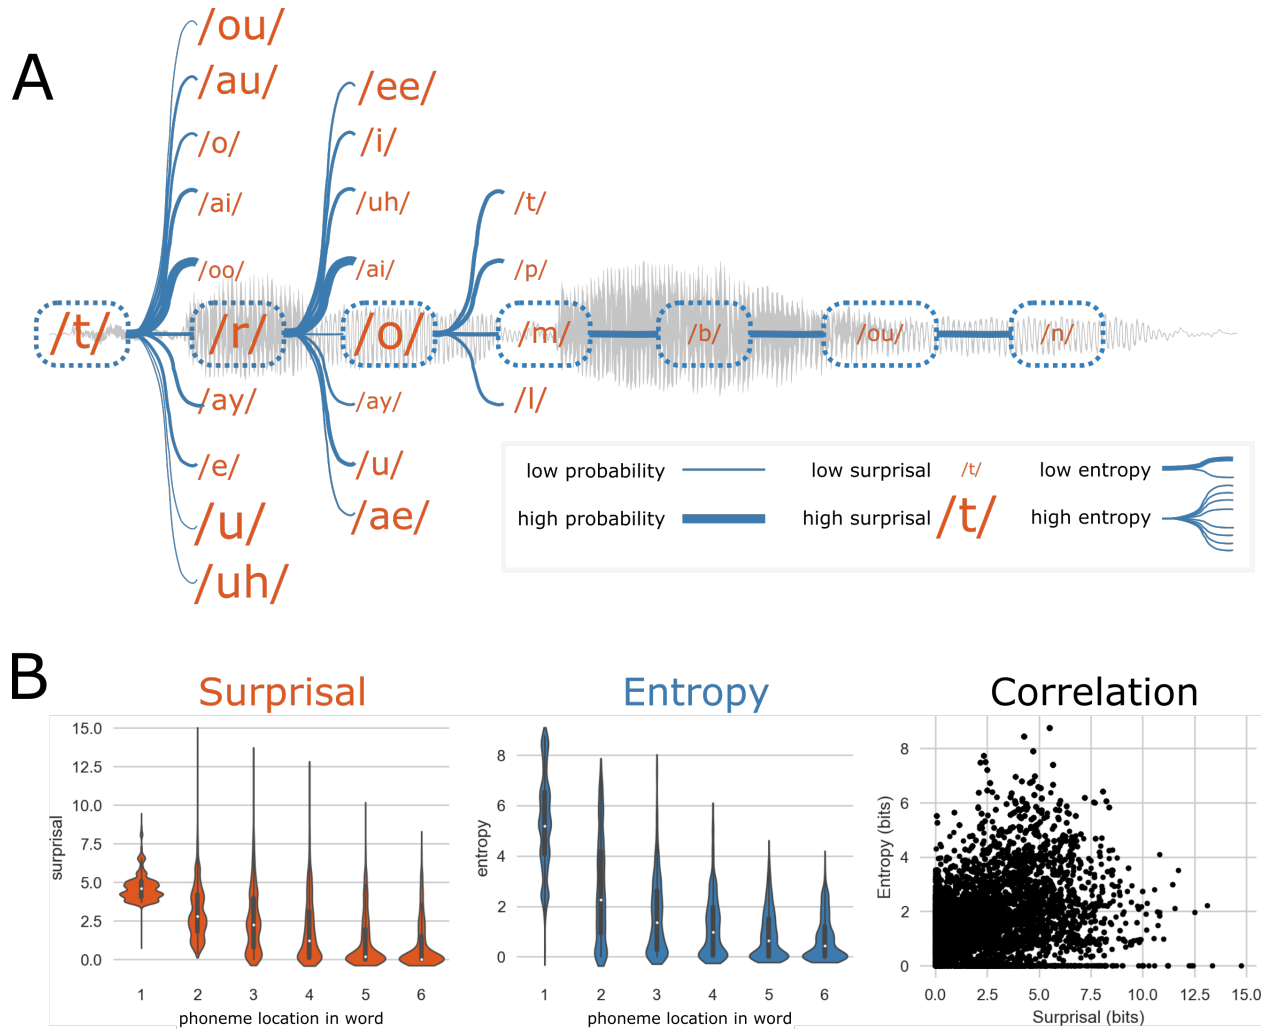 A
/ou/
/au/
/o/
/ai/
/oo/
/t/ /r/ /o/ /m/ /b/ /ou/ /n/
/ay/
/e/
/u/
/uh/
/ee/
/i/
/uh/
/ai/
/ay/
/u/
/ae/
/t/
/p/
/l/
low probability low surprisal /t/ low entropy
high probability high surprisal /t/ high entropy
B
Surprisal
surprisal
15.0
12.5
10.0
7.5
5.0
2.5
0.0
1 2 3 4 5 6
phoneme location in word
Entropy
entropy
8
6
4
2
0
1 2 3 4 5 6
phoneme location in word
Correlation
Entropy (bits)
8
6
4
2
0
0.0 2.5 5.0 7.5 10.0 12.5 15.0
Surprisal (bits)